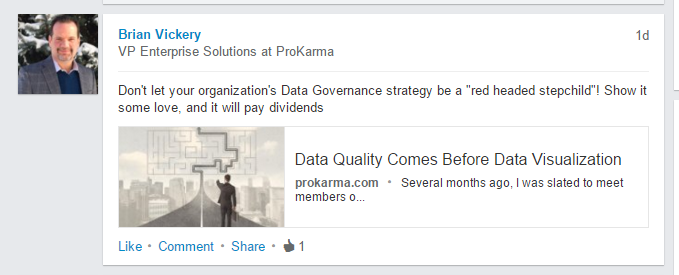 Brian Vickery
1d
VP Enterprise Solutions at ProKarma
Don't let your organization's Data Governance strategy be a "red headed stepchild"! Show it
some love, and it will pay dividends
Data Quality Comes Before Data Visualization
prokarma.com • Several months ago, I was slated to meet
members o...
Like • Comment • Share • 1